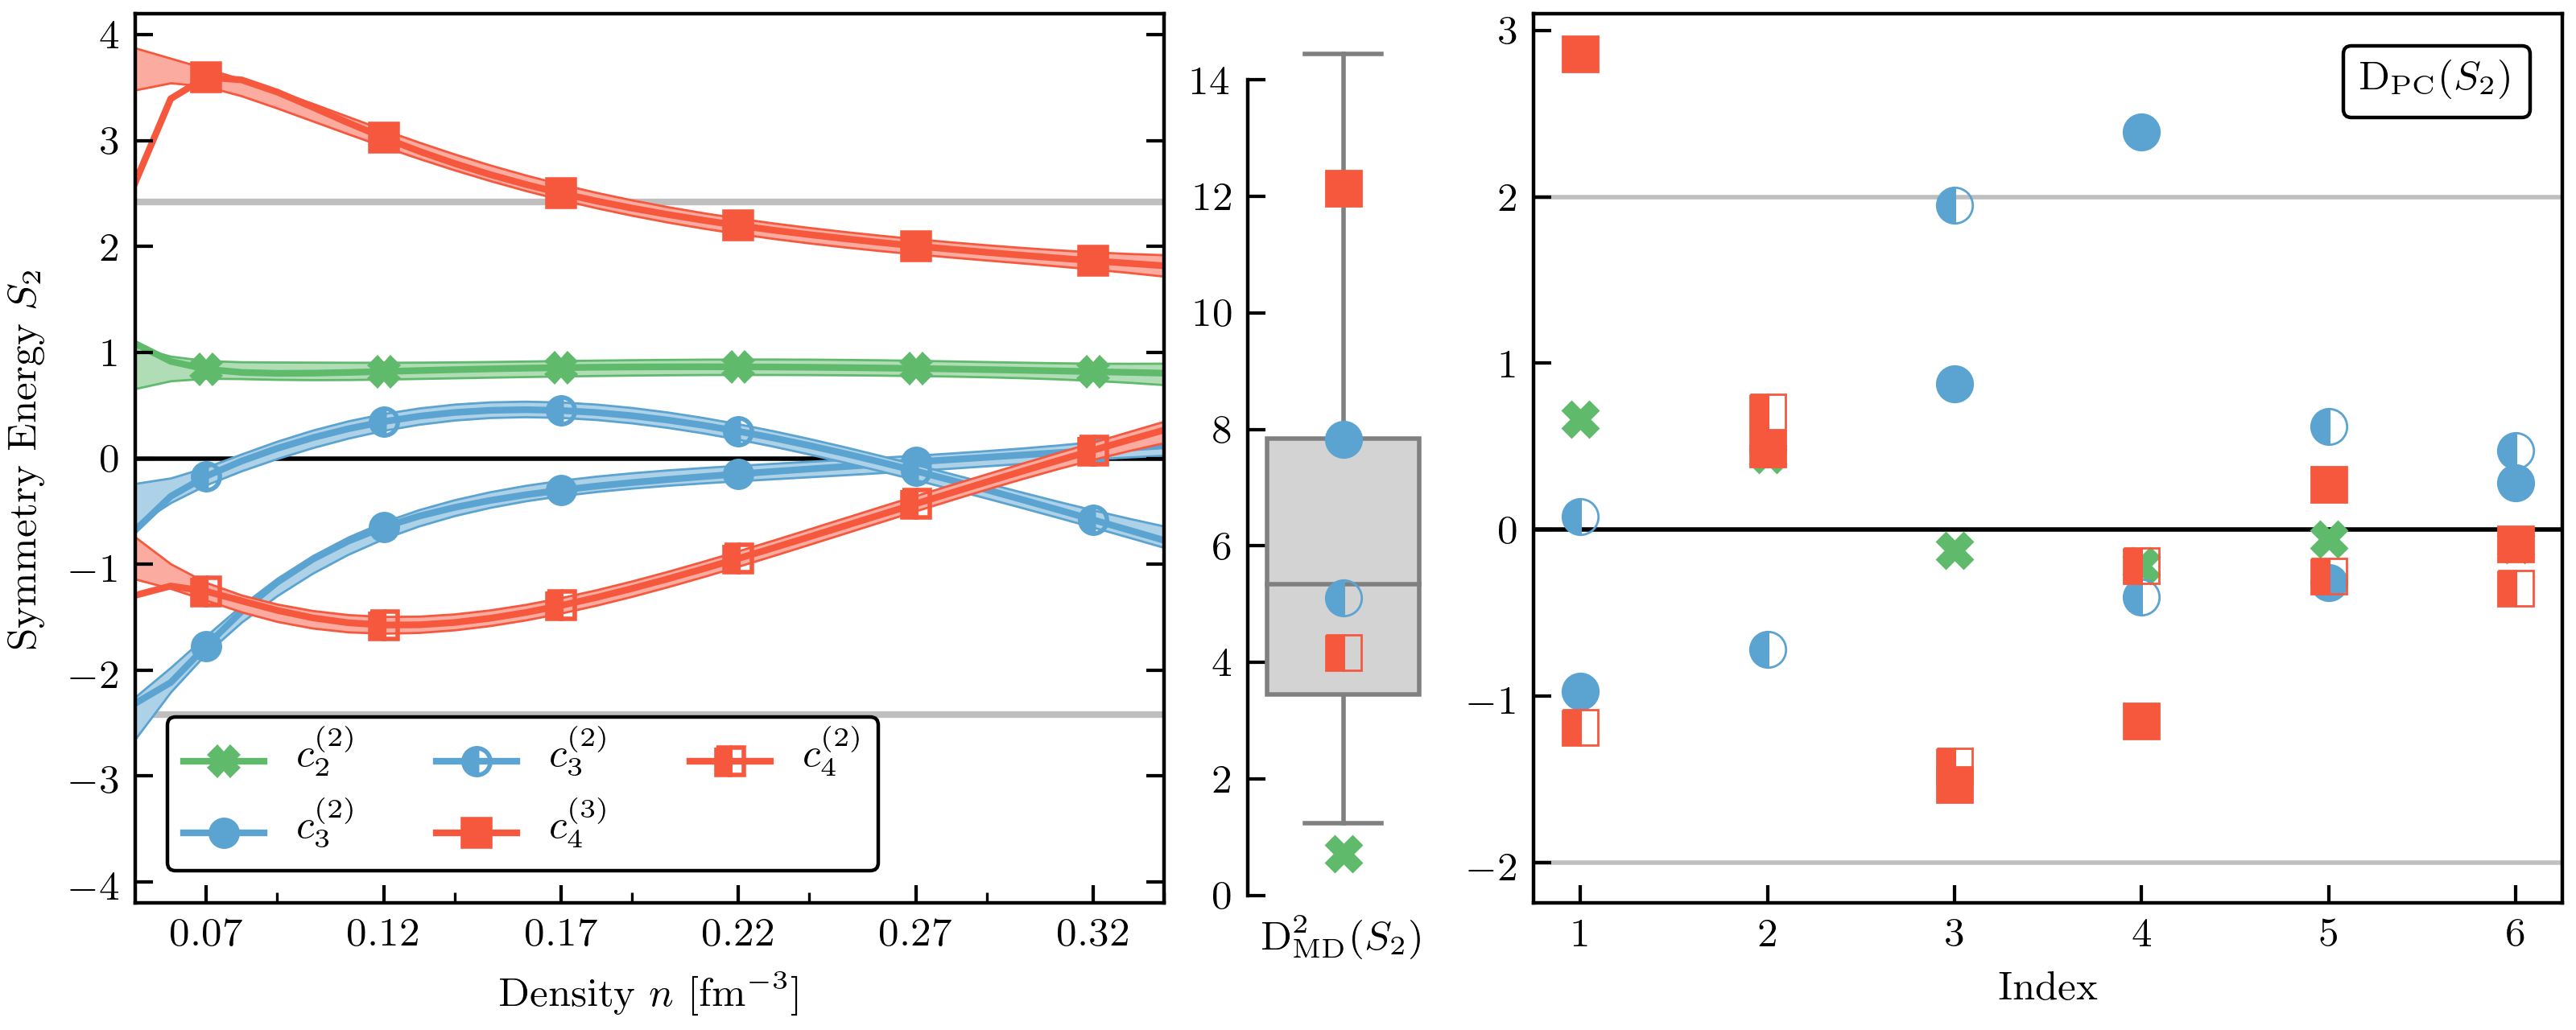 Symmetry Energy S₂
4
3
2
1
0
−1
−2
−3
−4
c₂⁽²⁾ c₃⁽²⁾ c₄⁽²⁾
c₃⁽²⁾ c₄⁽³⁾
0.07 0.12 0.17 0.22 0.27 0.32
Density n [fm⁻³]
14
12
10
8
6
4
2
0
D²_MD(S₂)
3
2
1
0
−1
−2
D_PC(S₂)
1 2 3 4 5 6
Index